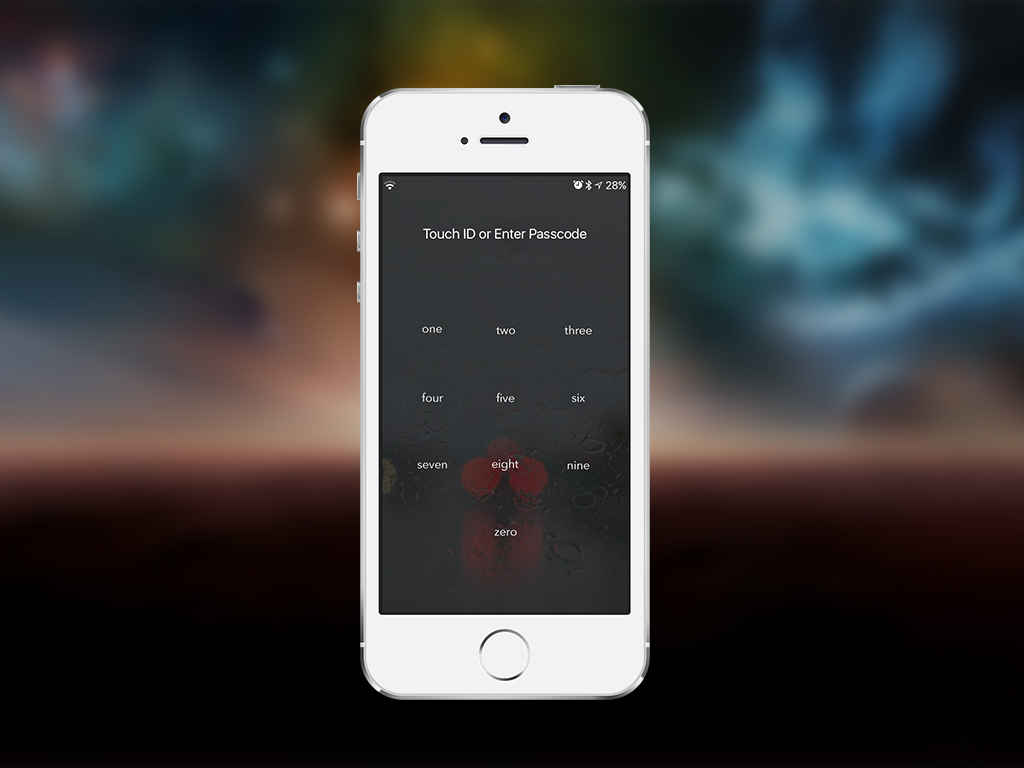 28%
Touch ID or Enter Passcode
one two three
four five six
seven eight nine
zero